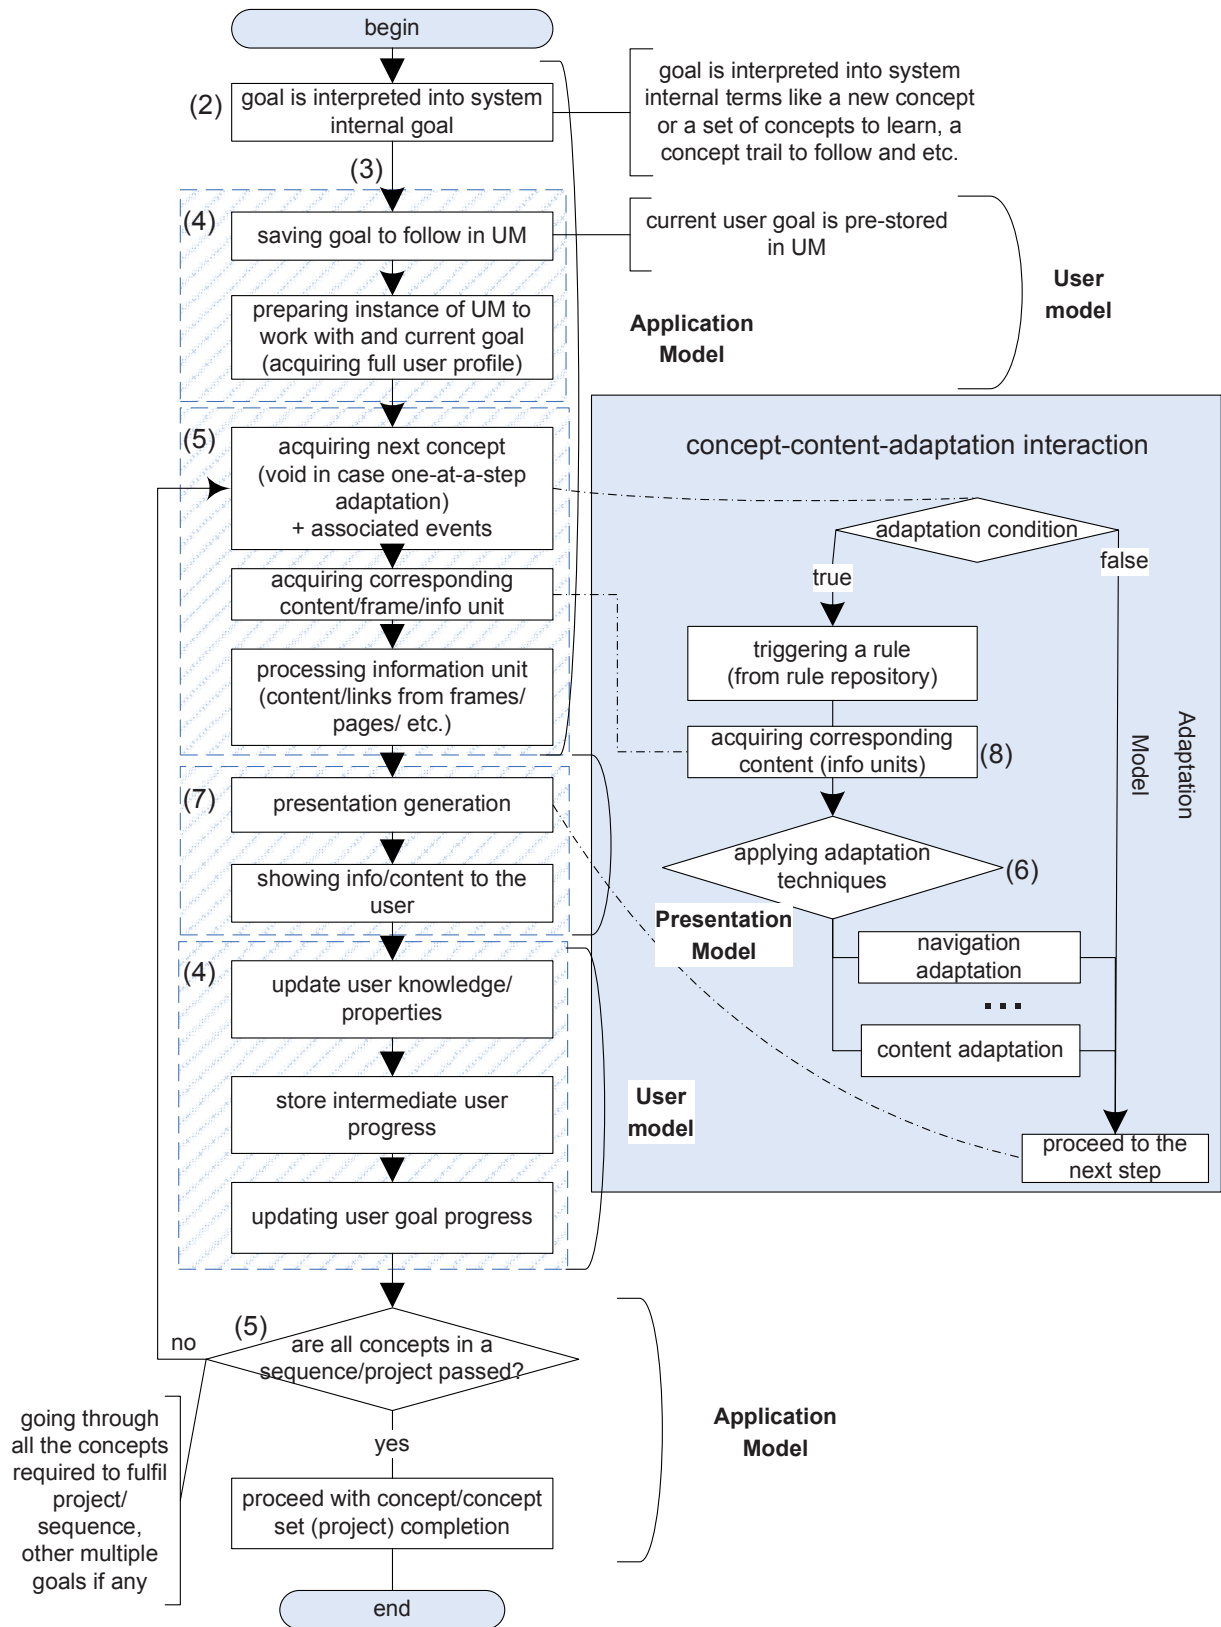 begin
(2)
goal is interpreted into system
internal goal
goal is interpreted into system
internal terms like a new concept
or a set of concepts to learn, a
concept trail to follow and etc.
(3)
(4)
saving goal to follow in UM
current user goal is pre-stored
in UM
User
model
preparing instance of UM to
work with and current goal
(acquiring full user profile)
Application
Model
(5)
acquiring next concept
(void in case one-at-a-step
adaptation)
+ associated events
acquiring corresponding
content/frame/info unit
processing information unit
(content/links from frames/
pages/ etc.)
concept-content-adaptation interaction
adaptation condition
true
false
triggering a rule
(from rule repository)
acquiring corresponding
content (info units)
(8)
Adaptation
Model
applying adaptation
techniques
(6)
(7)
presentation generation
showing info/content to the
user
Presentation
Model
navigation
adaptation
...
content adaptation
proceed to the
next step
(4)
update user knowledge/
properties
store intermediate user
progress
updating user goal progress
User
model
(5)
are all concepts in a
sequence/project passed?
no
yes
going through
all the concepts
required to fulfil
project/
sequence,
other multiple
goals if any
Application
Model
proceed with concept/concept
set (project) completion
end